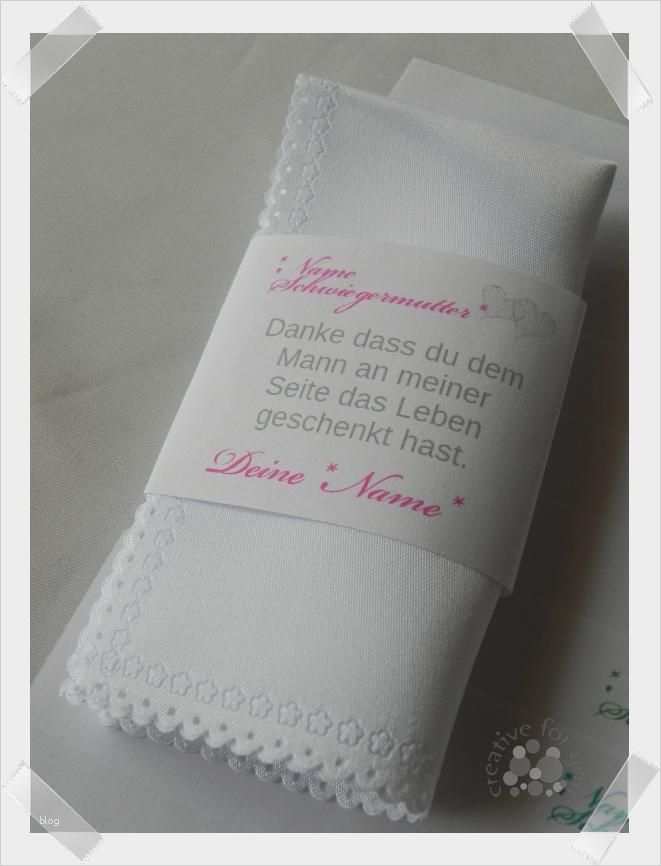 * Name
Schwiegermutter *
Danke dass du dem
Mann an meiner
Seite das Leben
geschenkt hast.
Deine *Name*
creative
blog